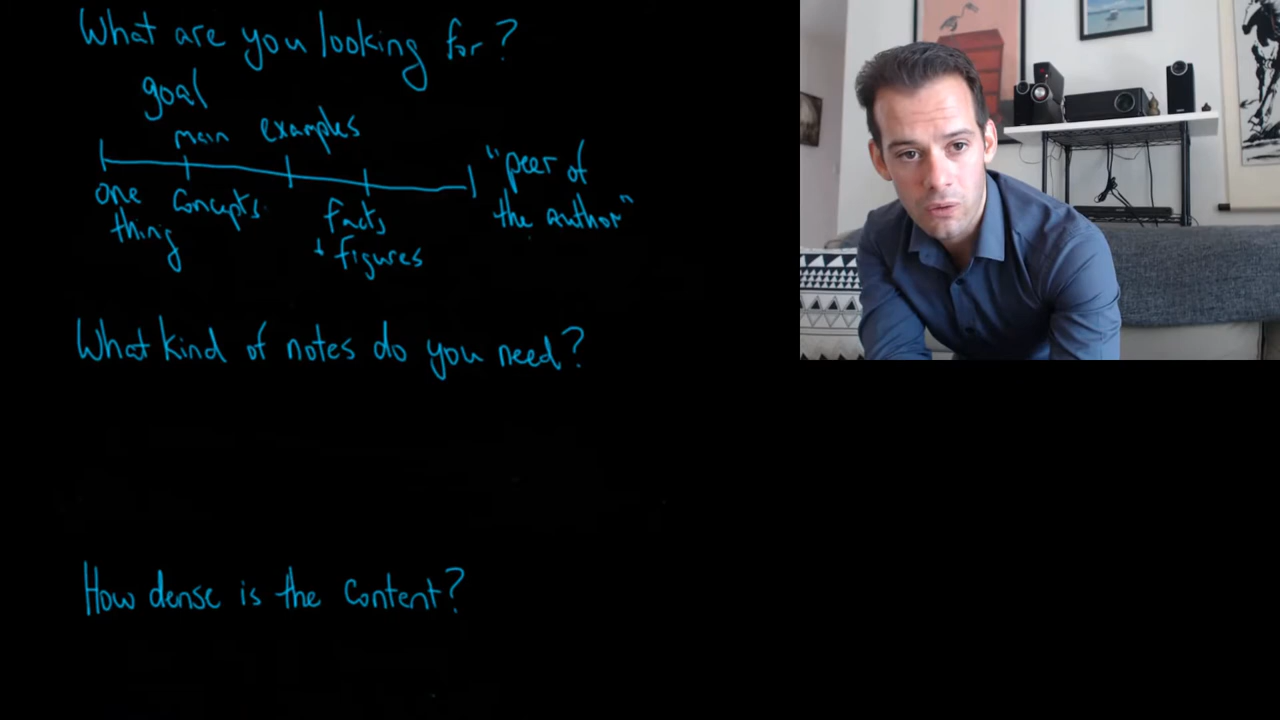 What are you looking for?
goal
main examples
one concepts
thing
facts
+ figures
"peer of
the author"
What kind of notes do you need?
How dense is the content?